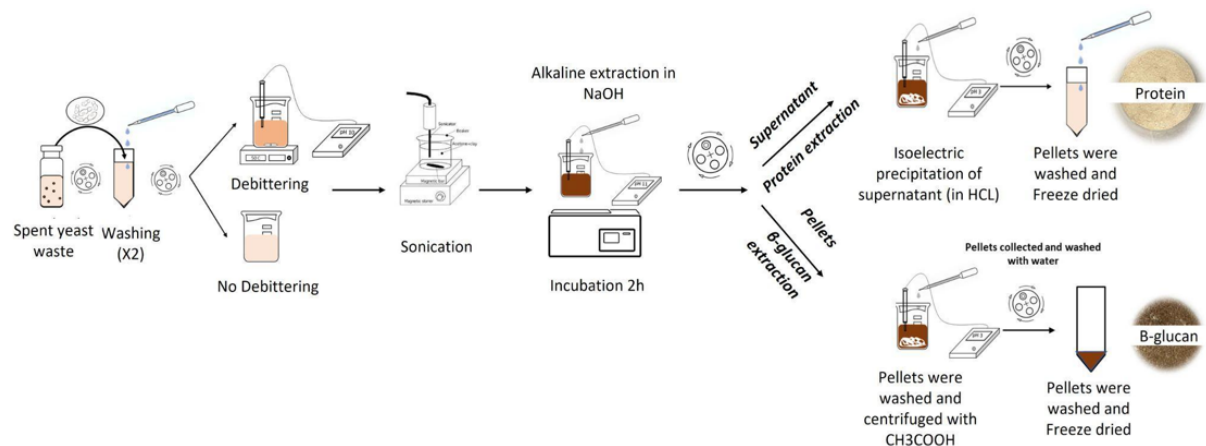 Spent yeast
waste
Washing
(X2)
PH 10
Debittering
No Debittering
Sonication
Alkaline extraction in
NaOH
Incubation 2h
Supernatant
Protein extraction
Pellets
β-glucan
extraction
Isoelectric
precipitation of
supernatant (in HCL)
Pellets were
washed and
Freeze dried
Protein
Pellets collected and washed
with water
Pellets were
washed and
centrifuged with
CH3COOH
Pellets were
washed and
Freeze dried
B-glucan